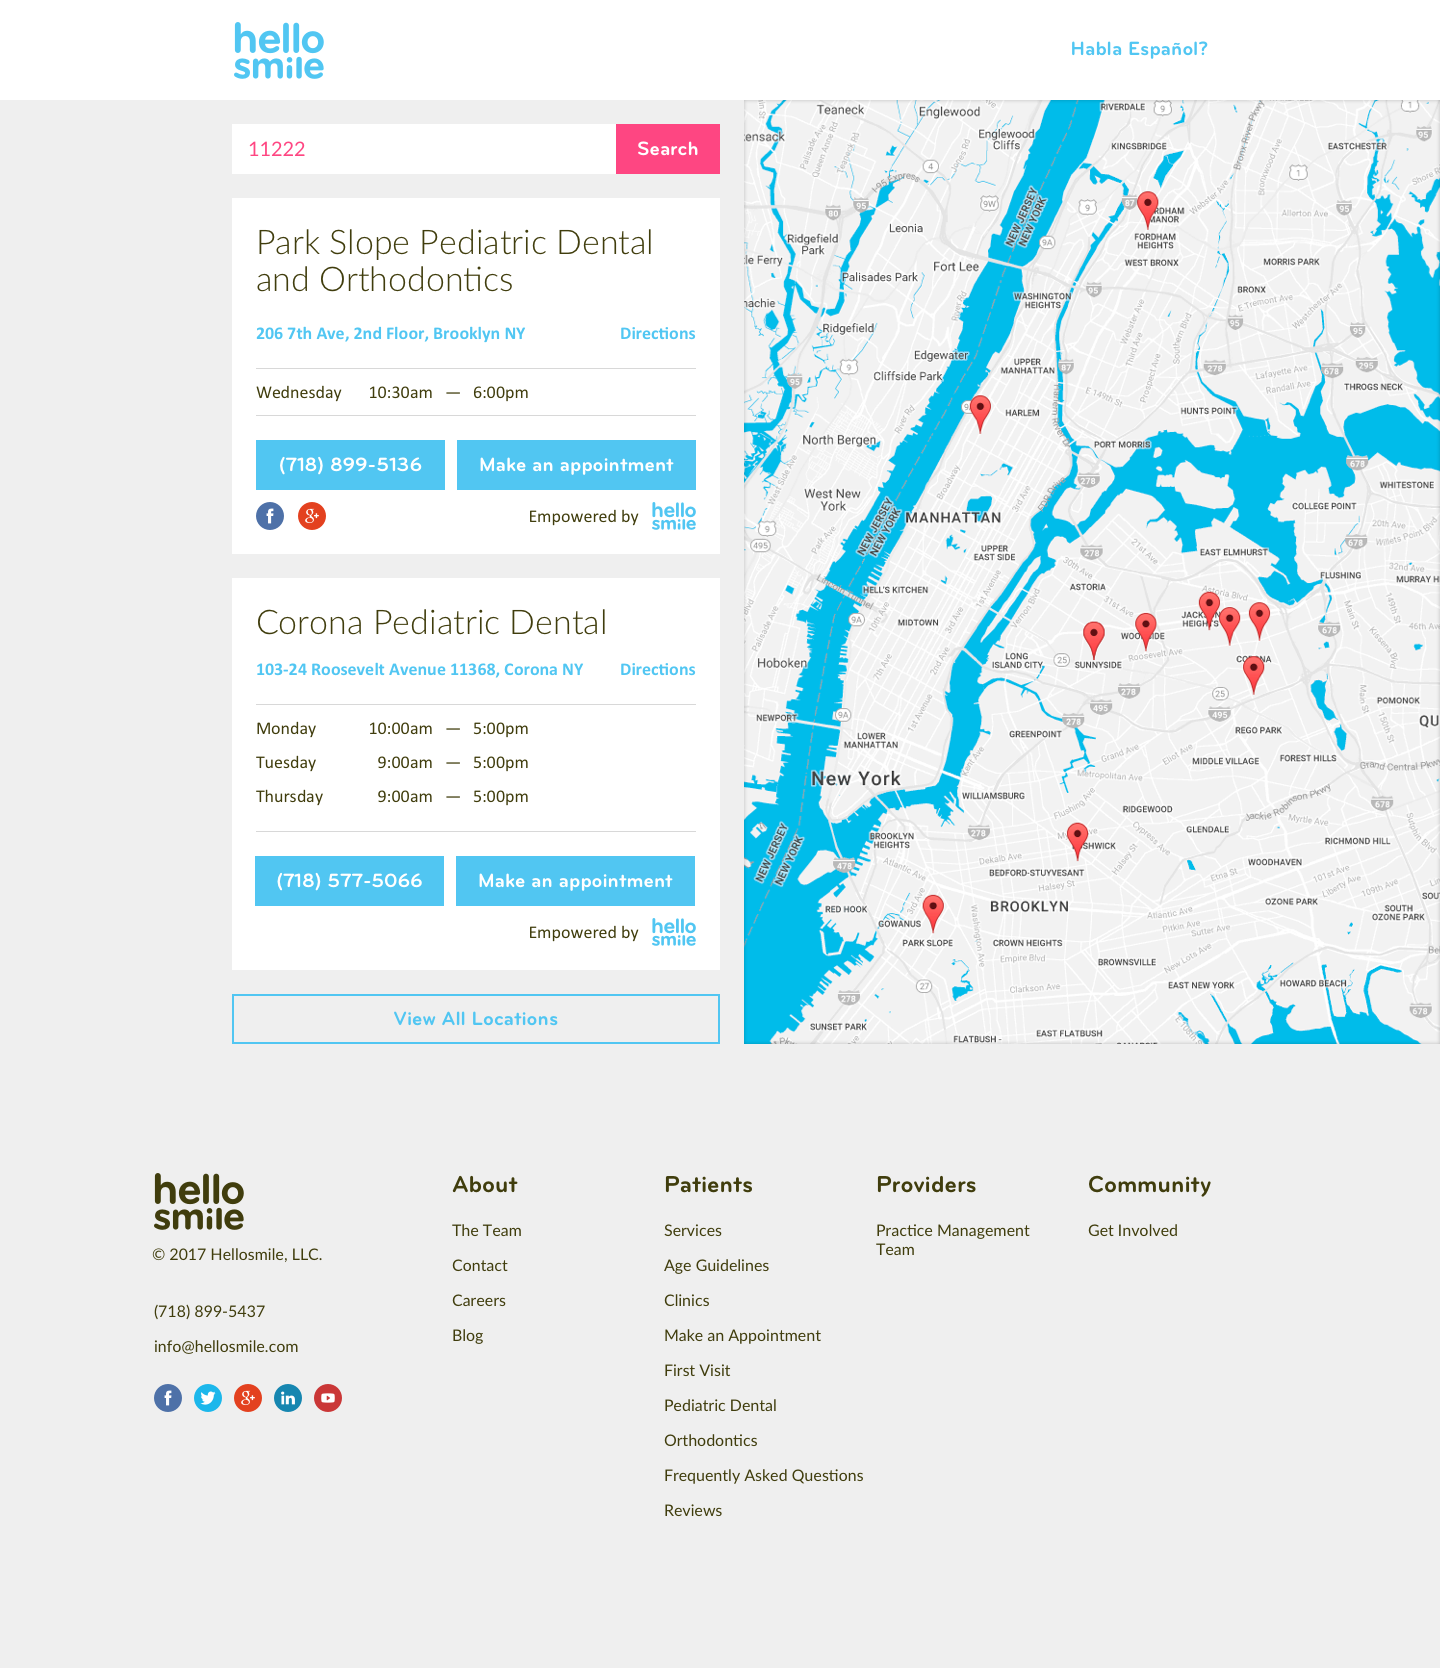 hello
smile
Habla Español?
11222
Search
Park Slope Pediatric Dental
and Orthodontics
206 7th Ave, 2nd Floor, Brooklyn NY
Directions
Wednesday 10:30am — 6:00pm
(718) 899-5136
Make an appointment
Empowered by
hello
smile
Corona Pediatric Dental
103-24 Roosevelt Avenue 11368, Corona NY
Directions
Monday 10:00am — 5:00pm
Tuesday 9:00am — 5:00pm
Thursday 9:00am — 5:00pm
(718) 577-5066
Make an appointment
Empowered by
hello
smile
View All Locations
Teaneck
Englewood
RIVERDALE
Englewood
Cliffs
KINGSBRIDGE
EASTCHESTER
Leonia
Ridgefield
Park
Fort Lee
Palisades Park
FORDHAM
HEIGHTS
WEST BRONX
MORRIS PARK
BRONX
WASHINGTON
HEIGHTS
Ridgefield
Edgewater
Cliffside Park
UPPER
MANHATTAN
THROGS NECK
HARLEM
HUNTS POINT
North Bergen
PORT MORRIS
WHITESTONE
West New
York
MANHATTAN
COLLEGE POINT
NEW JERSEY
NEW YORK
UPPER
EAST SIDE
EAST ELMHURST
ASTORIA
FLUSHING
HELL'S KITCHEN
MIDTOWN
Hoboken
LONG
ISLAND CITY
SUNNYSIDE
NEWPORT
POMONOK
GREENPOINT
REGO PARK
LOWER
MANHATTAN
MIDDLE VILLAGE
FOREST HILLS
New York
WILLIAMSBURG
RIDGEWOOD
GLENDALE
RICHMOND HILL
BROOKLYN
HEIGHTS
WOODHAVEN
BEDFORD-STUYVESANT
BROOKLYN
OZONE PARK
SOUTH
OZONE PARK
RED HOOK
GOWANUS
PARK SLOPE
CROWN HEIGHTS
BROWNSVILLE
EAST NEW YORK
HOWARD BEACH
SUNSET PARK
EAST FLATBUSH
FLATBUSH -
hello
smile
© 2017 Hellosmile, LLC.
(718) 899-5437
info@hellosmile.com
About
The Team
Contact
Careers
Blog
Patients
Services
Age Guidelines
Clinics
Make an Appointment
First Visit
Pediatric Dental
Orthodontics
Frequently Asked Questions
Reviews
Providers
Practice Management
Team
Community
Get Involved